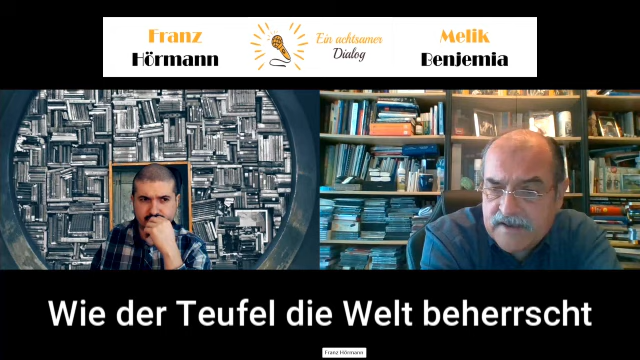 Franz
Hörmann
Ein achtsamer
Dialog
Melik
Benjemia
Wie der Teufel die Welt beherrscht
Franz Hörmann